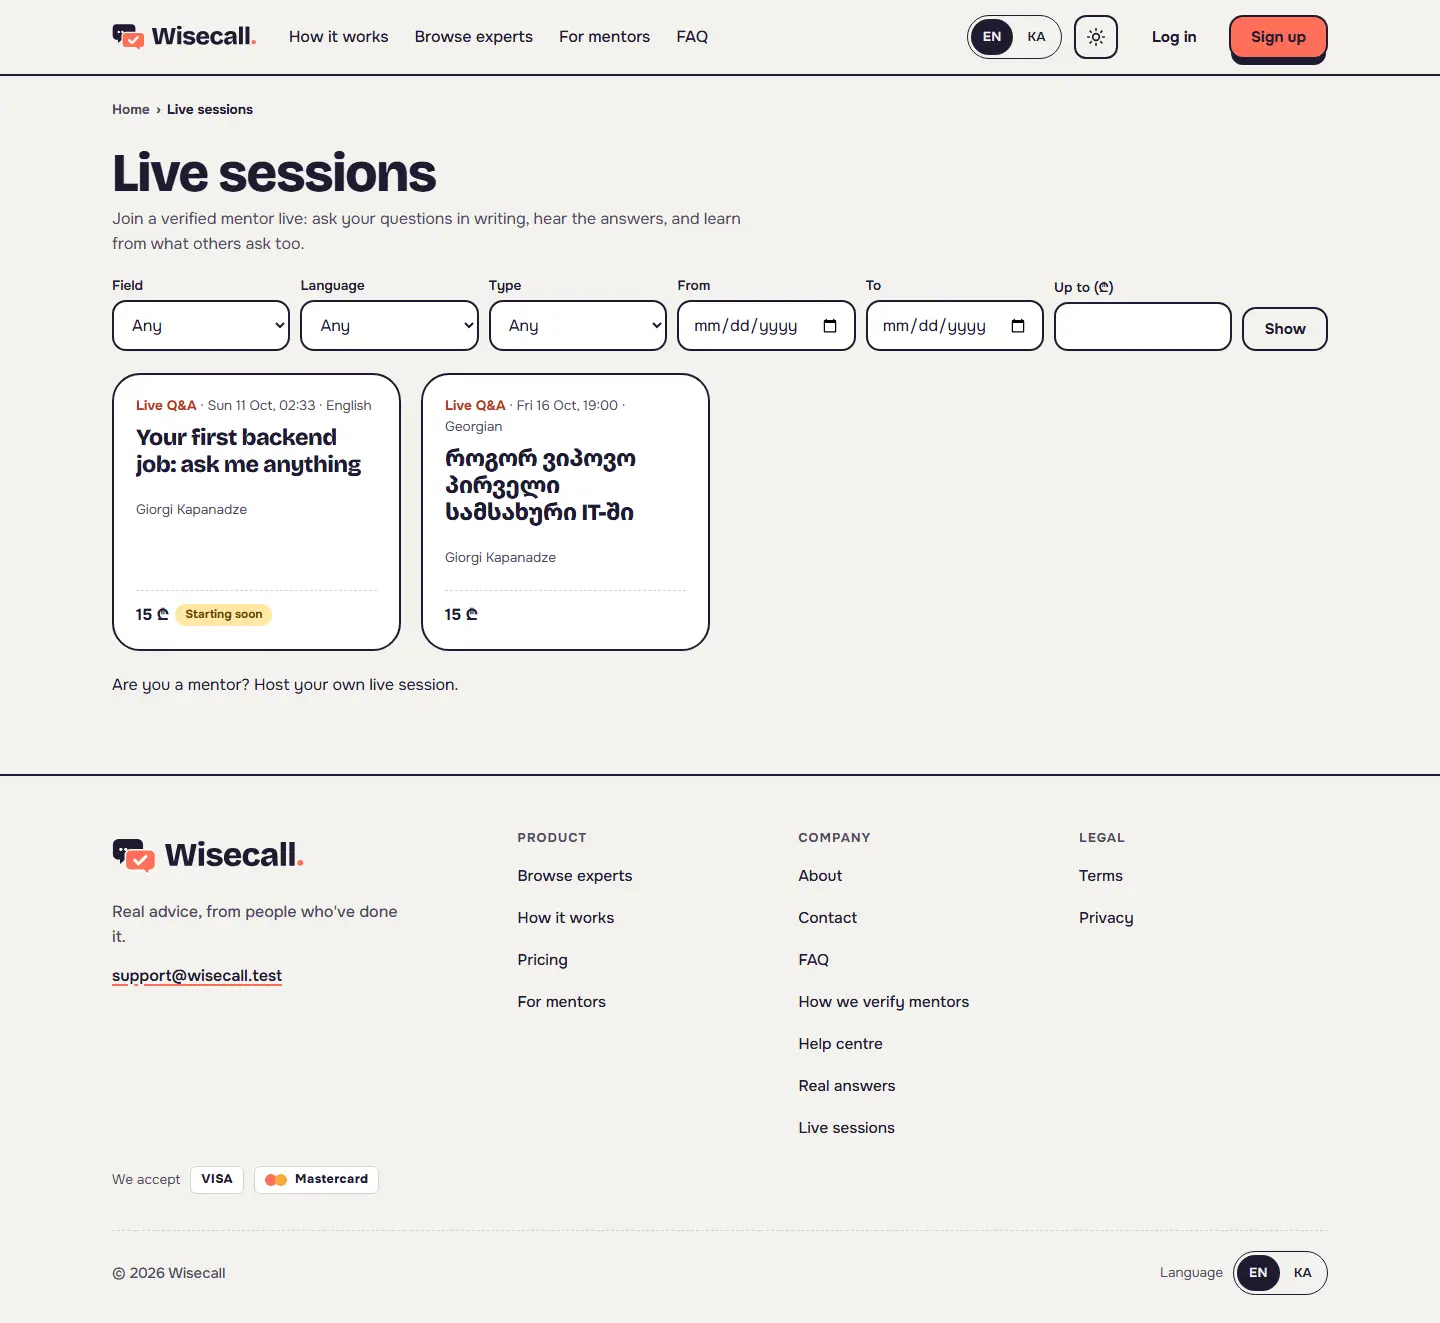 Wisecall.
How it works
Browse experts
For mentors
FAQ
EN
KA
Log in
Sign up
Home › Live sessions
Live sessions
Join a verified mentor live: ask your questions in writing, hear the answers, and learn
from what others ask too.
Field
Language
Type
From
To
Up to (₾)
Any
Any
Any
mm/dd/yyyy
mm/dd/yyyy
Show
Live Q&A · Sun 11 Oct, 02:33 · English
Your first backend
job: ask me anything
Giorgi Kapanadze
15 ₾
Starting soon
Live Q&A · Fri 16 Oct, 19:00 ·
Georgian
როგორ ვიპოვო
პირველი
სამსახური IT-ში
Giorgi Kapanadze
15 ₾
Are you a mentor? Host your own live session.
Wisecall.
Real advice, from people who've done
it.
support@wisecall.test
PRODUCT
Browse experts
How it works
Pricing
For mentors
COMPANY
About
Contact
FAQ
How we verify mentors
Help centre
Real answers
Live sessions
LEGAL
Terms
Privacy
We accept
VISA
Mastercard
© 2026 Wisecall
Language
EN
KA